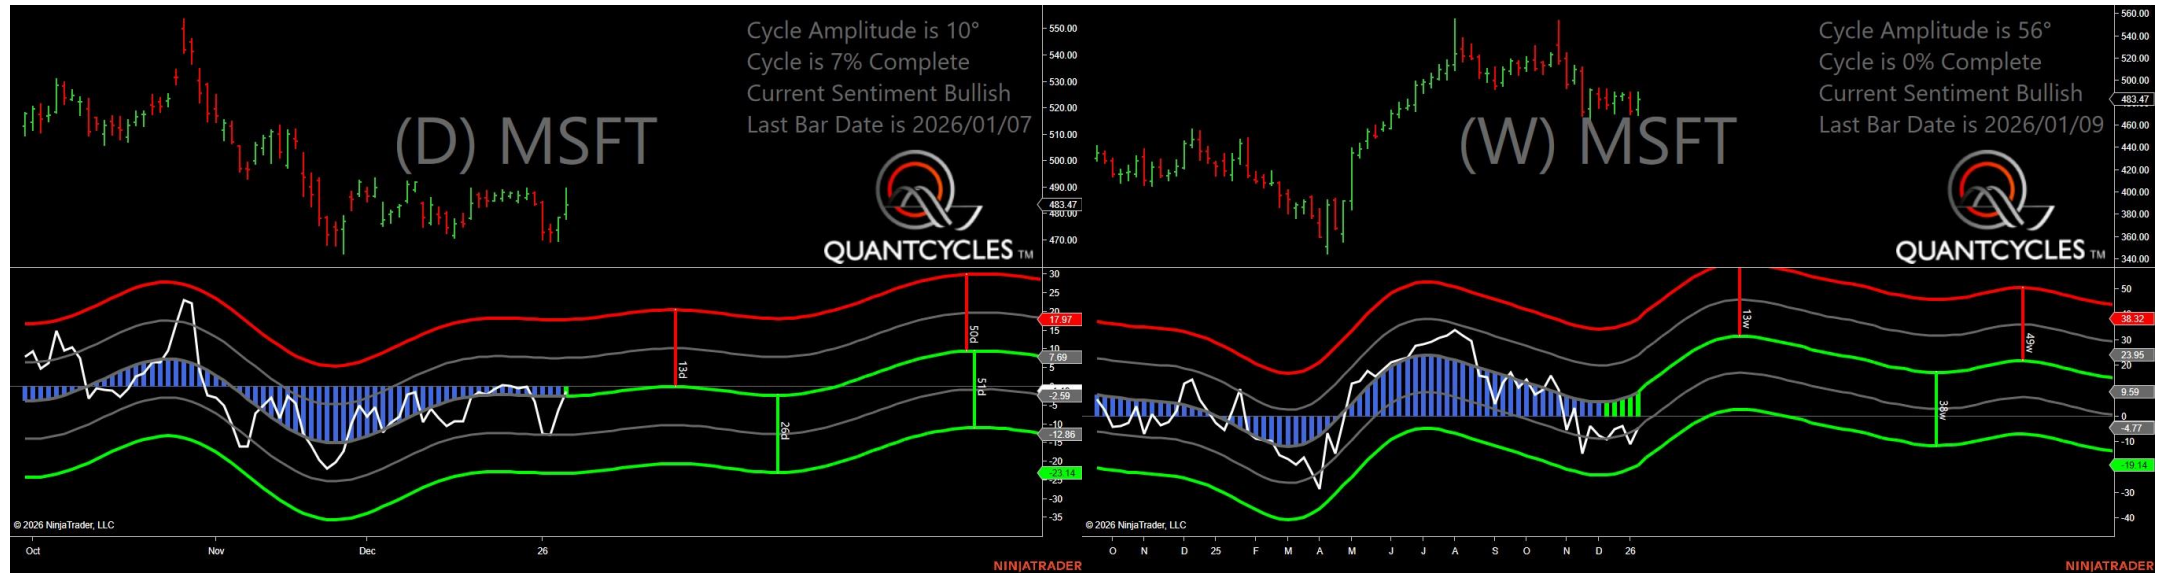 Cycle Amplitude is 10°
Cycle is 7% Complete
Current Sentiment Bullish
Last Bar Date is 2026/01/07
(D) MSFT
QUANTCYCLES TM
550.00
540.00
530.00
520.00
510.00
500.00
490.00
483.47
480.00
470.00
30
25
20
17.97
15
10
7.69
5
-2.59
-5
-10
-12.86
-15
-20
-23.14
-25
-30
-35
13d
26d
50d
51d
© 2026 NinjaTrader, LLC
Oct
Nov
Dec
26
NINJATRADER
Cycle Amplitude is 56°
Cycle is 0% Complete
Current Sentiment Bullish
Last Bar Date is 2026/01/09
(W) MSFT
QUANTCYCLES TM
560.00
540.00
520.00
500.00
483.47
460.00
440.00
420.00
400.00
380.00
360.00
340.00
50
38.32
30
23.95
20
9.59
0
-4.77
-10
-19.14
-30
-40
13w
38w
49w
© 2026 NinjaTrader, LLC
O N D 25 F M A M J J A S O N D 26
NINJATRADER